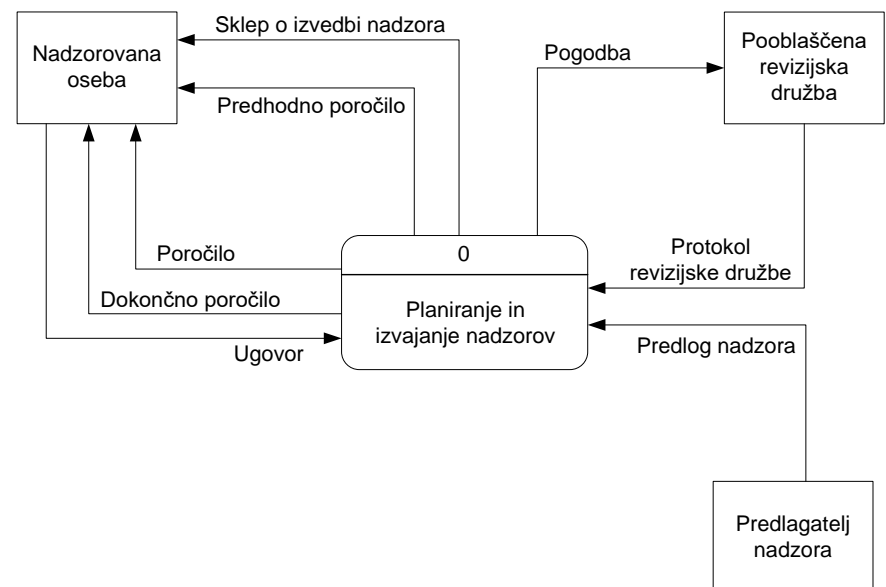 Sklep o izvedbi nadzora
Nadzorovana
oseba
Predhodno poročilo
Pogodba
Pooblaščena
revizijska
družba
Poročilo
Dokončno poročilo
Ugovor
0
Planiranje in
izvajanje nadzorov
Protokol
revizijske družbe
Predlog nadzora
Predlagatelj
nadzora